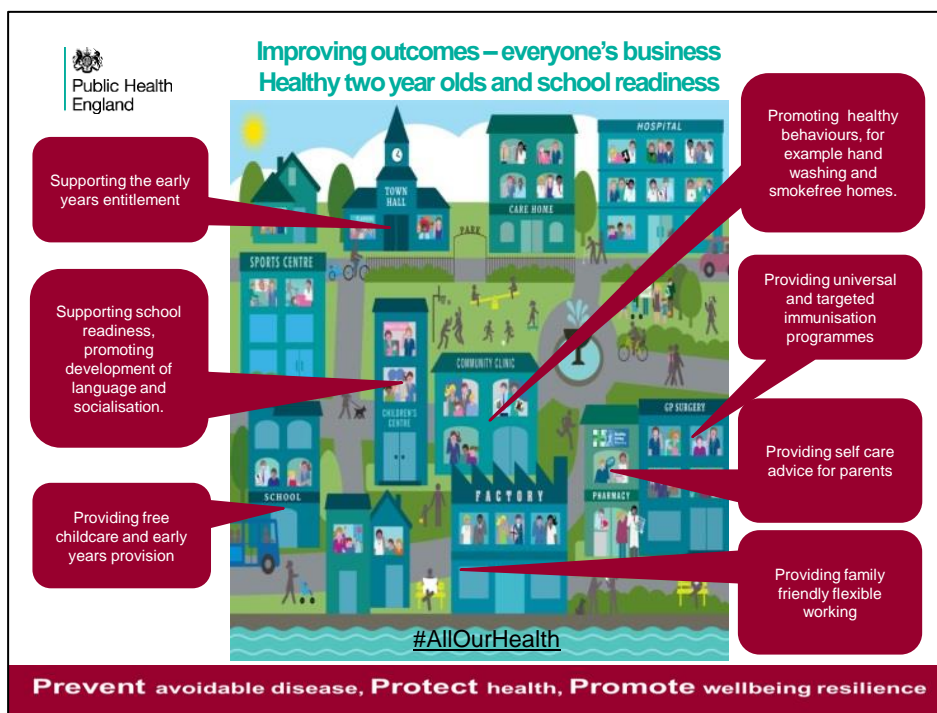 Improving outcomes – everyone's business
Healthy two year olds and school readiness
Public Health
England
Supporting the early
years entitlement
Supporting school
readiness,
promoting
development of
language and
socialisation.
Providing free
childcare and early
years provision
Promoting healthy
behaviours, for
example hand
washing and
smokefree homes.
Providing universal
and targeted
immunisation
programmes
Providing self care
advice for parents
Providing family
friendly flexible
working
TOWN
HALL
CARE HOME
HOSPITAL
PARK
SPORTS CENTRE
COMMUNITY CLINIC
CHILDREN'S
CENTRE
GP SURGERY
SCHOOL
FACTORY
PHARMACY
#AllOurHealth
Prevent avoidable disease, Protect health, Promote wellbeing resilience